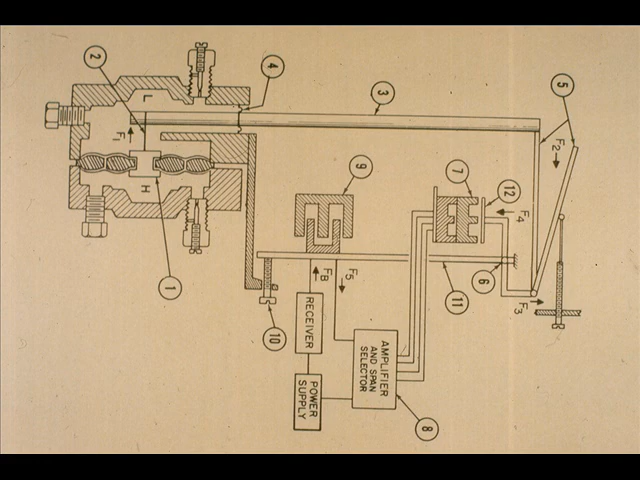 2
4
3
5
L
F1
F2
H
9
7
12
F4
1
6
FB
F5
11
F3
10
RECEIVER
AMPLIFIER
AND SPAN
SELECTOR
POWER
SUPPLY
8